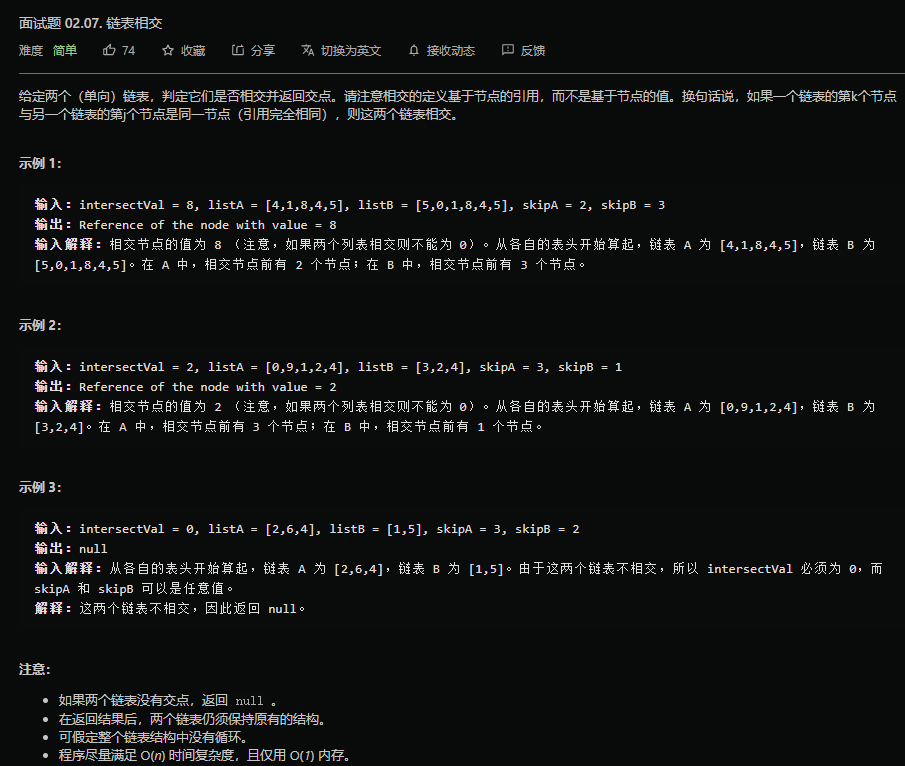 面试题 02.07. 链表相交
难度 简单 74 收藏 分享 切换为英文 接收动态 反馈
给定两个（单向）链表，判定它们是否相交并返回交点。请注意相交的定义基于节点的引用，而不是基于节点的值。换句话说，如果一个链表的第k个节点
与另一个链表的第j个节点是同一节点（引用完全相同），则这两个链表相交。
示例 1：
输入：intersectVal = 8, listA = [4,1,8,4,5], listB = [5,0,1,8,4,5], skipA = 2, skipB = 3
输出：Reference of the node with value = 8
输入解释：相交节点的值为 8 （注意，如果两个列表相交则不能为 0）。从各自的表头开始算起，链表 A 为 [4,1,8,4,5]，链表 B 为
[5,0,1,8,4,5]。在 A 中，相交节点前有 2 个节点；在 B 中，相交节点前有 3 个节点。
示例 2：
输入：intersectVal = 2, listA = [0,9,1,2,4], listB = [3,2,4], skipA = 3, skipB = 1
输出：Reference of the node with value = 2
输入解释：相交节点的值为 2 （注意，如果两个列表相交则不能为 0）。从各自的表头开始算起，链表 A 为 [0,9,1,2,4]，链表 B 为
[3,2,4]。在 A 中，相交节点前有 3 个节点；在 B 中，相交节点前有 1 个节点。
示例 3：
输入：intersectVal = 0, listA = [2,6,4], listB = [1,5], skipA = 3, skipB = 2
输出：null
输入解释：从各自的表头开始算起，链表 A 为 [2,6,4]，链表 B 为 [1,5]。由于这两个链表不相交，所以 intersectVal 必须为 0，而
skipA 和 skipB 可以是任意值。
解释：这两个链表不相交，因此返回 null。
注意：
• 如果两个链表没有交点，返回 null 。
• 在返回结果后，两个链表仍须保持原有的结构。
• 可假定整个链表结构中没有循环。
• 程序尽量满足 O(n) 时间复杂度，且仅用 O(1) 内存。